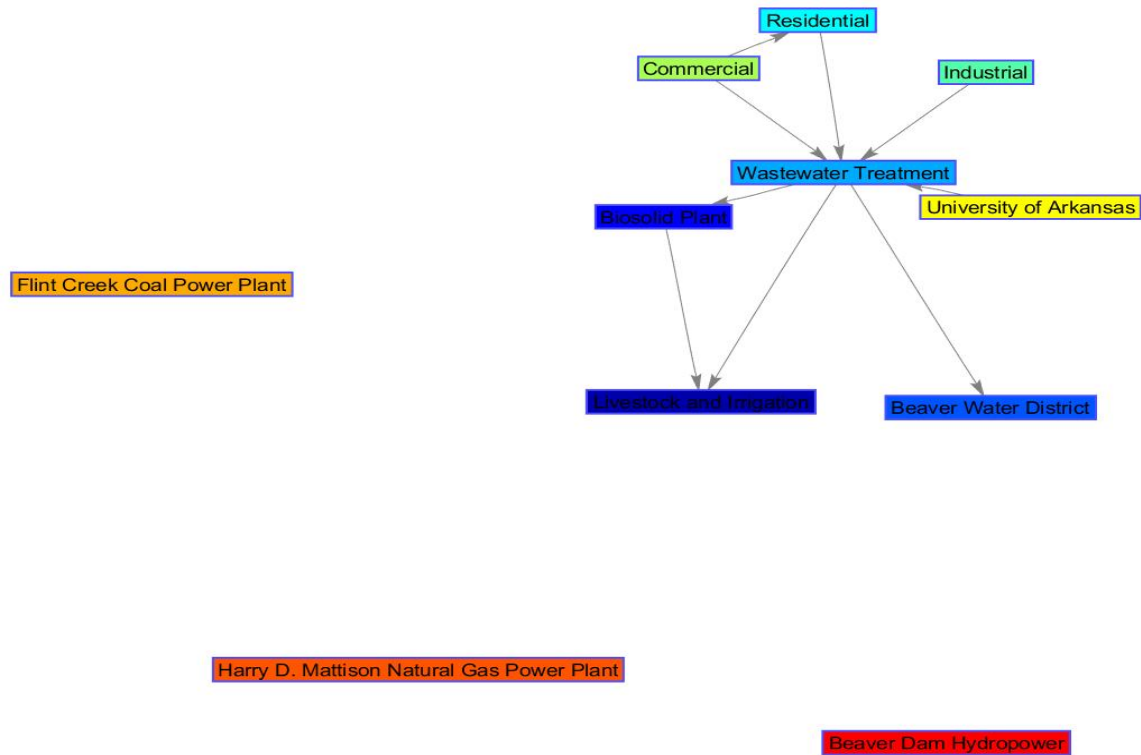 Residential
Commercial
Industrial
Wastewater Treatment
University of Arkansas
Biosolid Plant
Flint Creek Coal Power Plant
Livestock and Irrigation
Beaver Water District
Harry D. Mattison Natural Gas Power Plant
Beaver Dam Hydropower